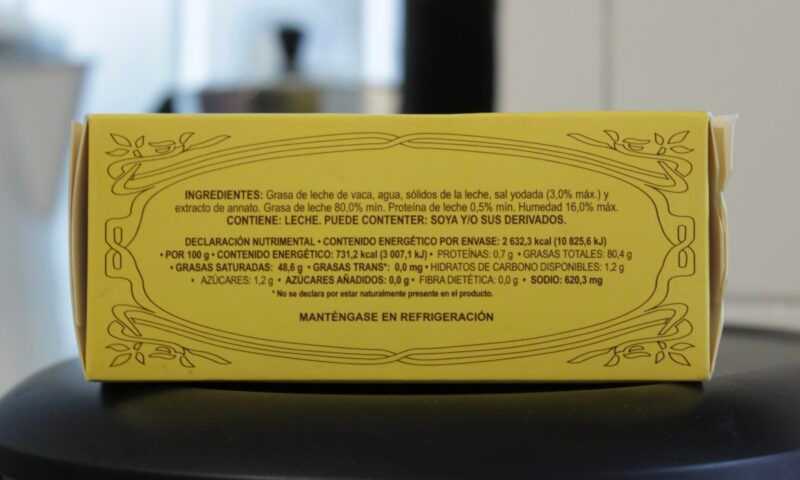 INGREDIENTES: Grasa de leche de vaca, agua, sólidos de la leche, sal yodada (3,0% máx.) y
extracto de annato. Grasa de leche 80,0% mín. Proteína de leche 0,5% mín. Humedad 16,0% máx.
CONTIENE: LECHE. PUEDE CONTENTER: SOYA Y/O SUS DERIVADOS.
DECLARACIÓN NUTRIMENTAL • CONTENIDO ENERGÉTICO POR ENVASE: 2 632,3 kcal (10 825,6 kJ)
• POR 100 g • CONTENIDO ENERGÉTICO: 731,2 kcal (3 007,1 kJ) • PROTEÍNAS: 0,7 g • GRASAS TOTALES: 80,4 g
• GRASAS SATURADAS: 48,6 g • GRASAS TRANS*: 0,0 mg • HIDRATOS DE CARBONO DISPONIBLES: 1,2 g
• AZÚCARES: 1,2 g • AZÚCARES AÑADIDOS: 0,0 g • FIBRA DIETÉTICA: 0,0 g • SODIO: 620,3 mg
* No se declara por estar naturalmente presente en el producto.
MANTÉNGASE EN REFRIGERACIÓN